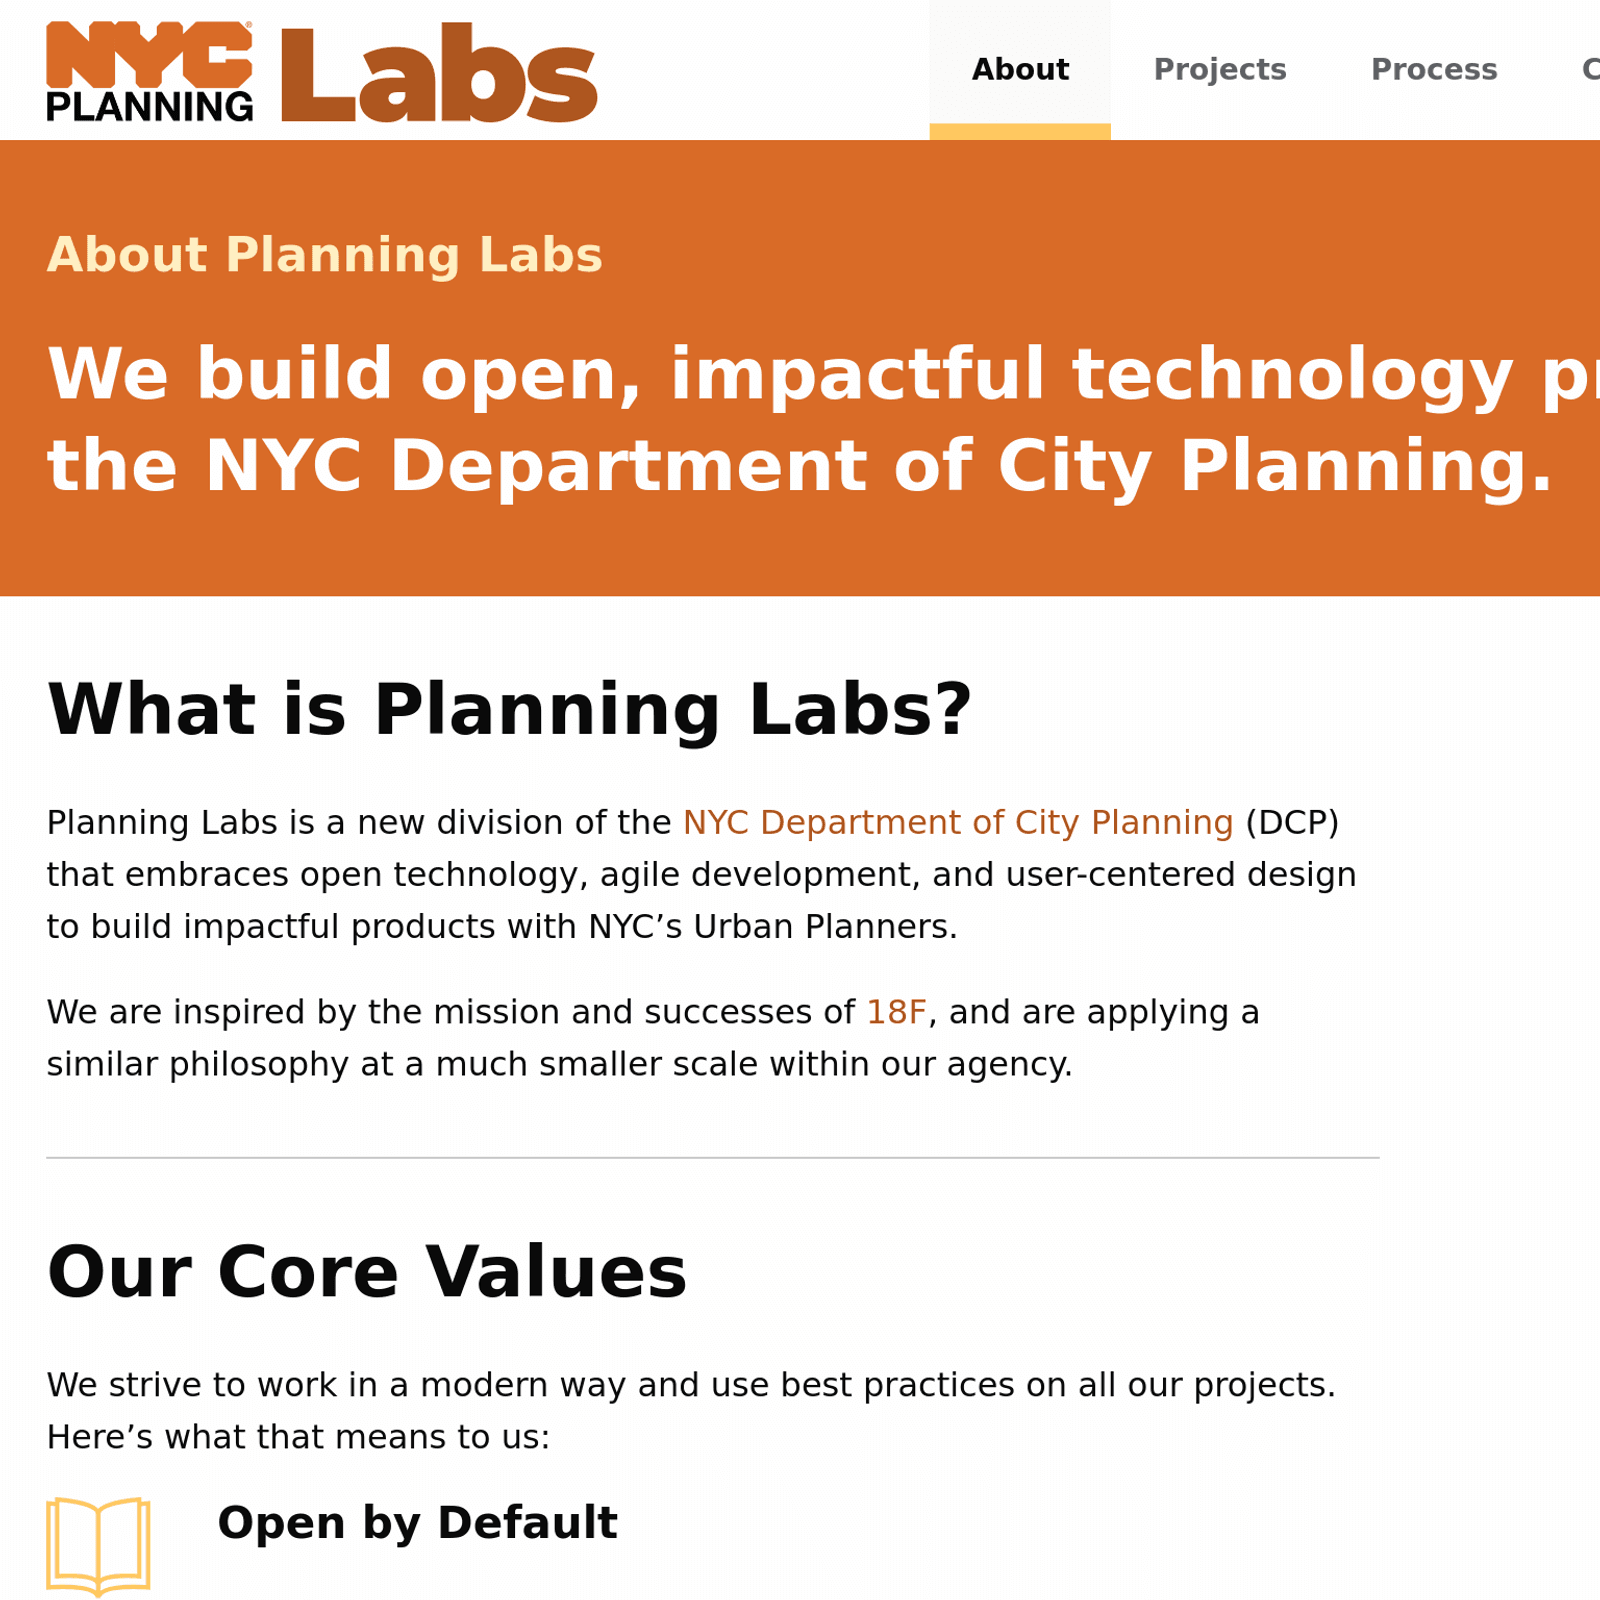 NYC
PLANNING
Labs
About Projects Process
About Planning Labs
We build open, impactful technology
the NYC Department of City Planning.
What is Planning Labs?
Planning Labs is a new division of the NYC Department of City Planning (DCP)
that embraces open technology, agile development, and user-centered design
to build impactful products with NYC’s Urban Planners.
We are inspired by the mission and successes of 18F, and are applying a
similar philosophy at a much smaller scale within our agency.
Our Core Values
We strive to work in a modern way and use best practices on all our projects.
Here’s what that means to us:
Open by Default